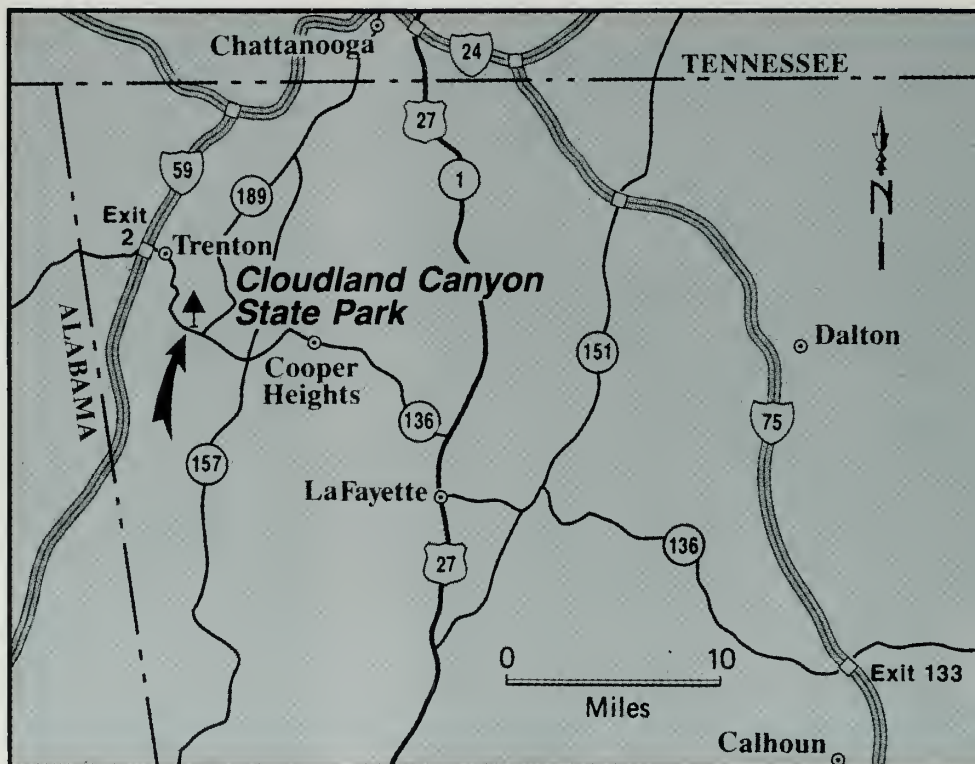 Chattanooga
24
TENNESSEE
27
59
1
189
N
Exit
2
Trenton
Cloudland Canyon
State Park
ALABAMA
151
Dalton
Cooper
Heights
136
75
157
LaFayette
136
27
0 10
Miles
Exit 133
Calhoun